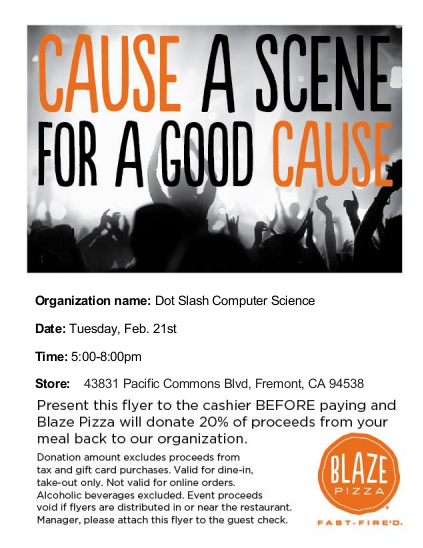 CAUSE A SCENE
FOR A GOOD CAUSE
Organization name: Dot Slash Computer Science
Date: Tuesday, Feb. 21st
Time: 5:00-8:00pm
Store: 43831 Pacific Commons Blvd, Fremont, CA 94538
Present this flyer to the cashier BEFORE paying and
Blaze Pizza will donate 20% of proceeds from your
meal back to our organization.
Donation amount excludes proceeds from
tax and gift card purchases. Valid for dine-in,
take-out only. Not valid for online orders.
Alcoholic beverages excluded. Event proceeds
void if flyers are distributed in or near the restaurant.
Manager, please attach this flyer to the guest check.
BLAZE
PIZZA
FAST-FIRE'D.